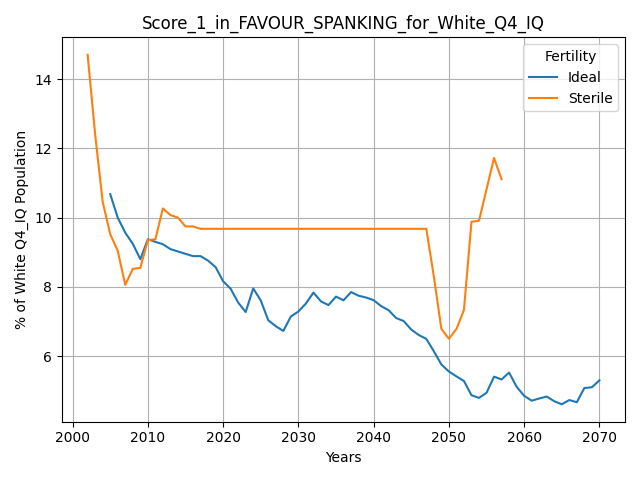 Score_1_in_FAVOUR_SPANKING_for_White_Q4_IQ
Fertility
Ideal
Sterile
% of White Q4_IQ Population
14
12
10
8
6
2000 2010 2020 2030 2040 2050 2060 2070
Years